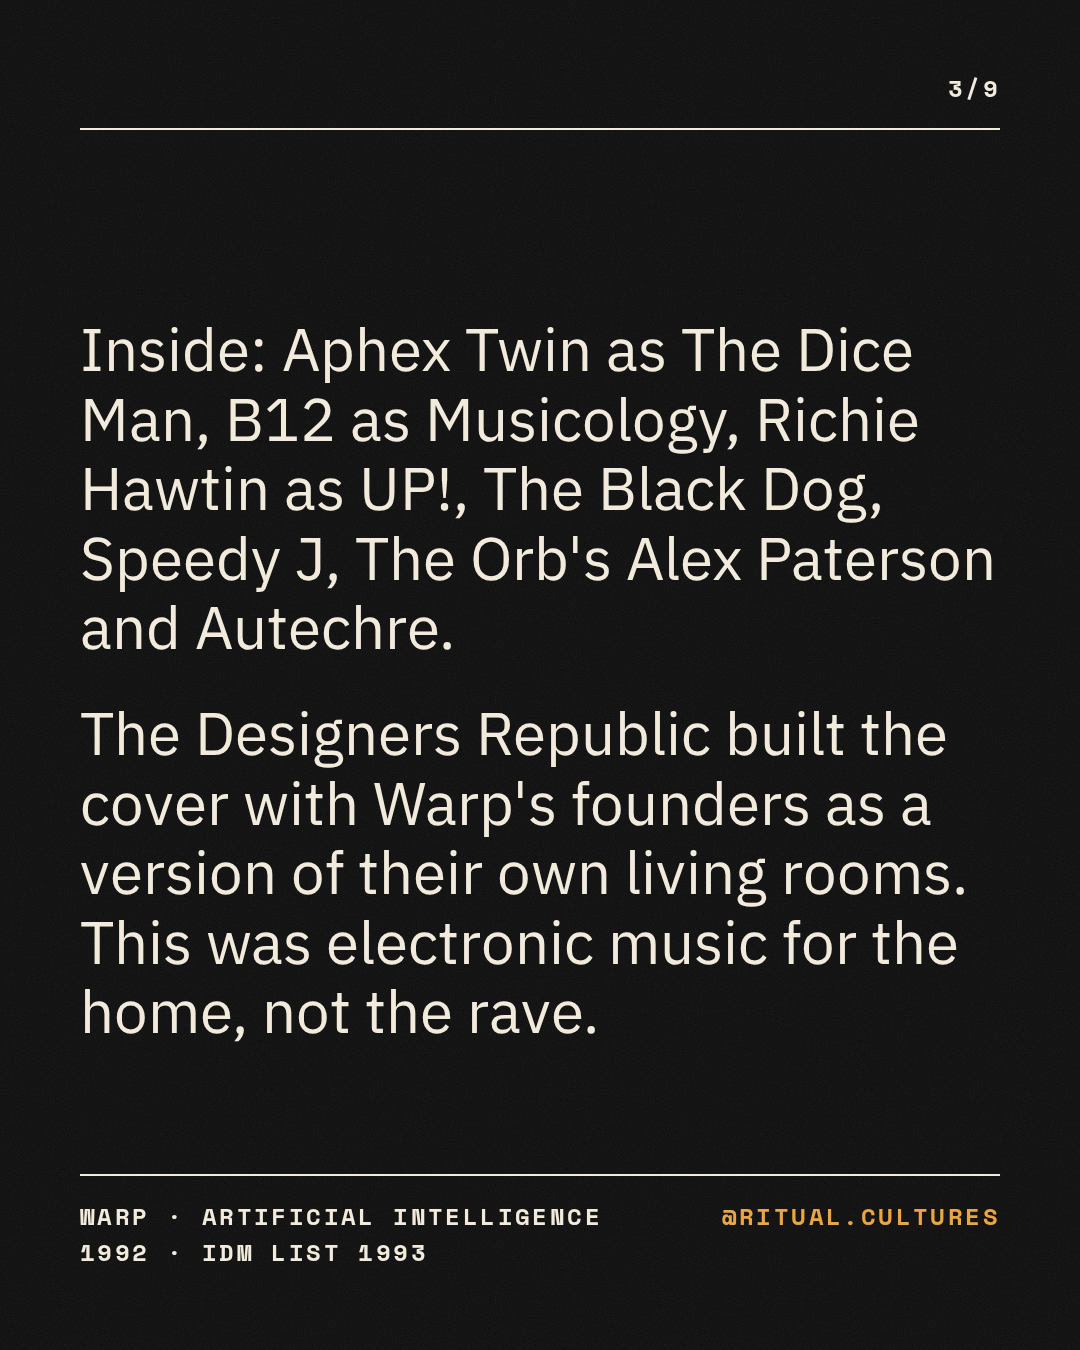 3/9
Inside: Aphex Twin as The Dice
Man, B12 as Musicology, Richie
Hawtin as UP!, The Black Dog,
Speedy J, The Orb's Alex Paterson
and Autechre.
The Designers Republic built the
cover with Warp's founders as a
version of their own living rooms.
This was electronic music for the
home, not the rave.
WARP · ARTIFICIAL INTELLIGENCE
1992 · IDM LIST 1993
@RITUAL.CULTURES